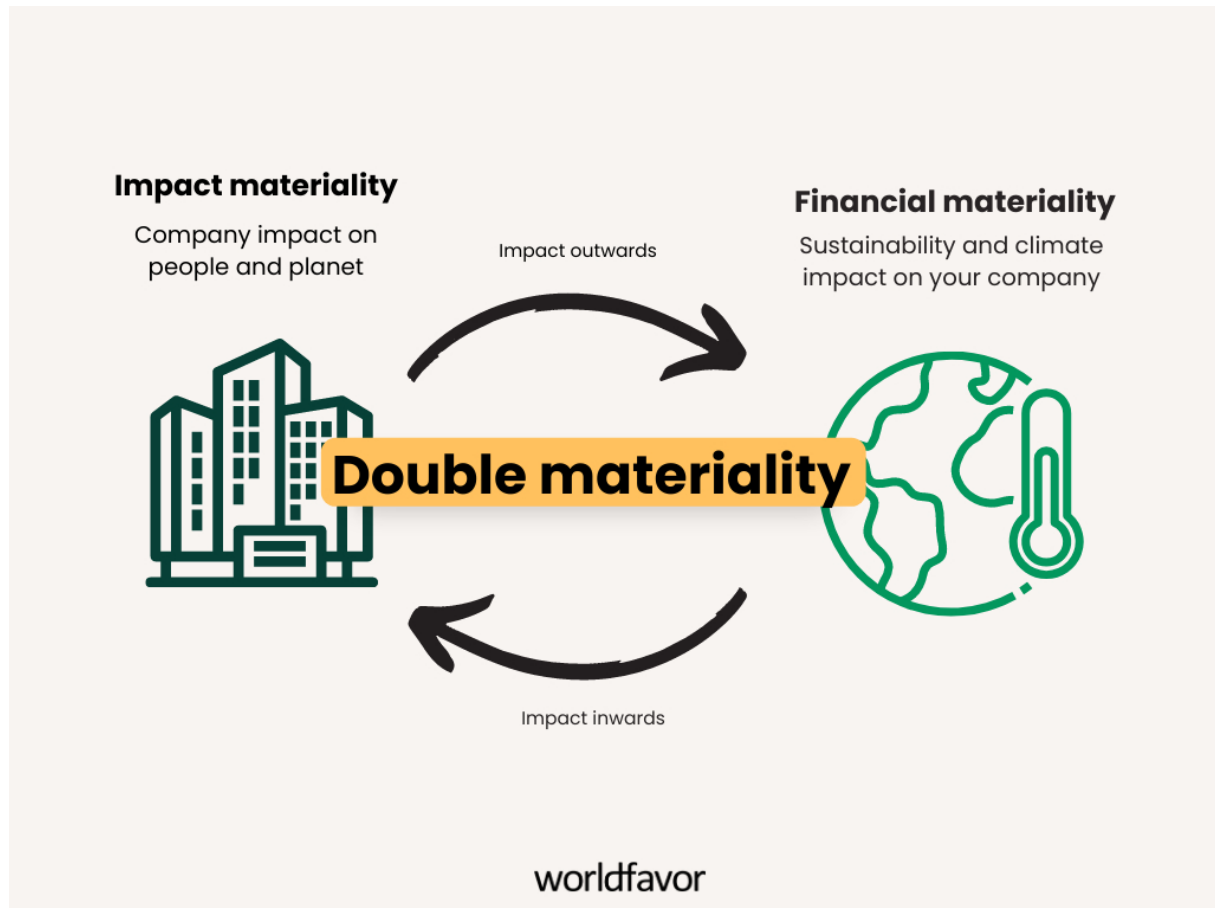 Impact materiality
Company impact on
people and planet
Impact outwards
Financial materiality
Sustainability and climate
impact on your company
Double materiality
Impact inwards
worldfavor